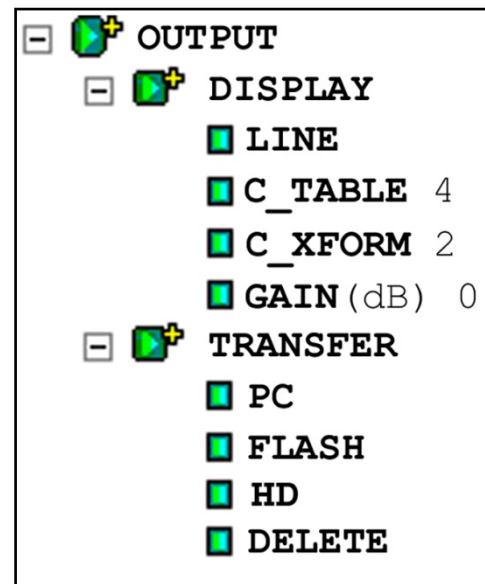 OUTPUT
DISPLAY
LINE
C_TABLE 4
C_XFORM 2
GAIN(dB) 0
TRANSFER
PC
FLASH
HD
DELETE